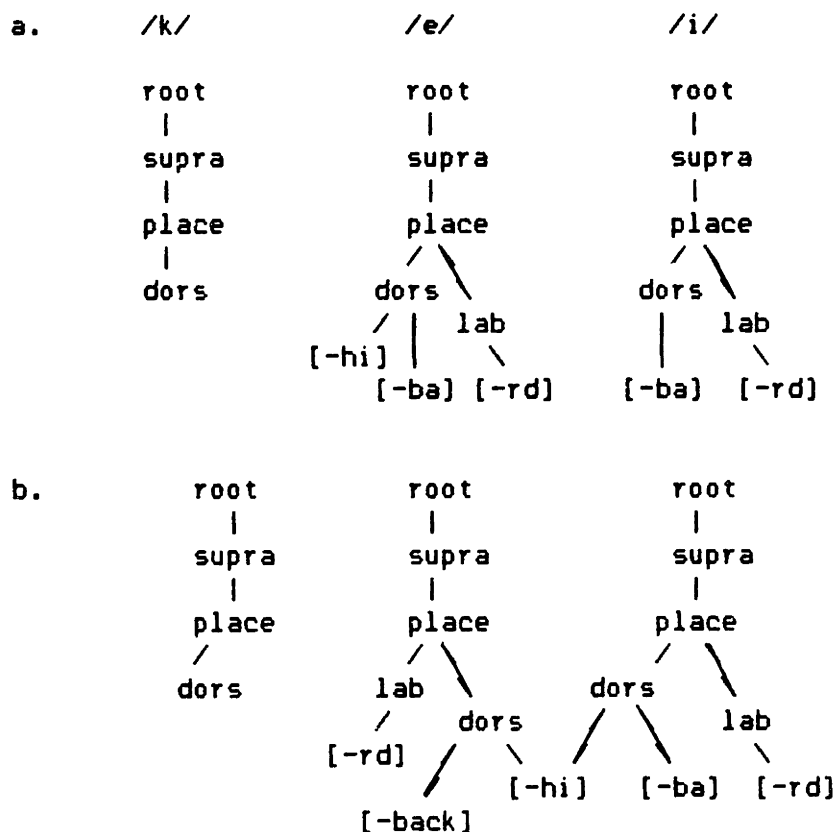 a. /k/ /e/ /i/
root root root
supra supra supra
place place place
dors dors dors
lab lab
[-hi]
[-ba] [-rd] [-ba] [-rd]
b. root root root
supra supra supra
place place place
dors lab dors
dors lab
[-rd]
[-hi] [-ba] [-rd]
[-back]